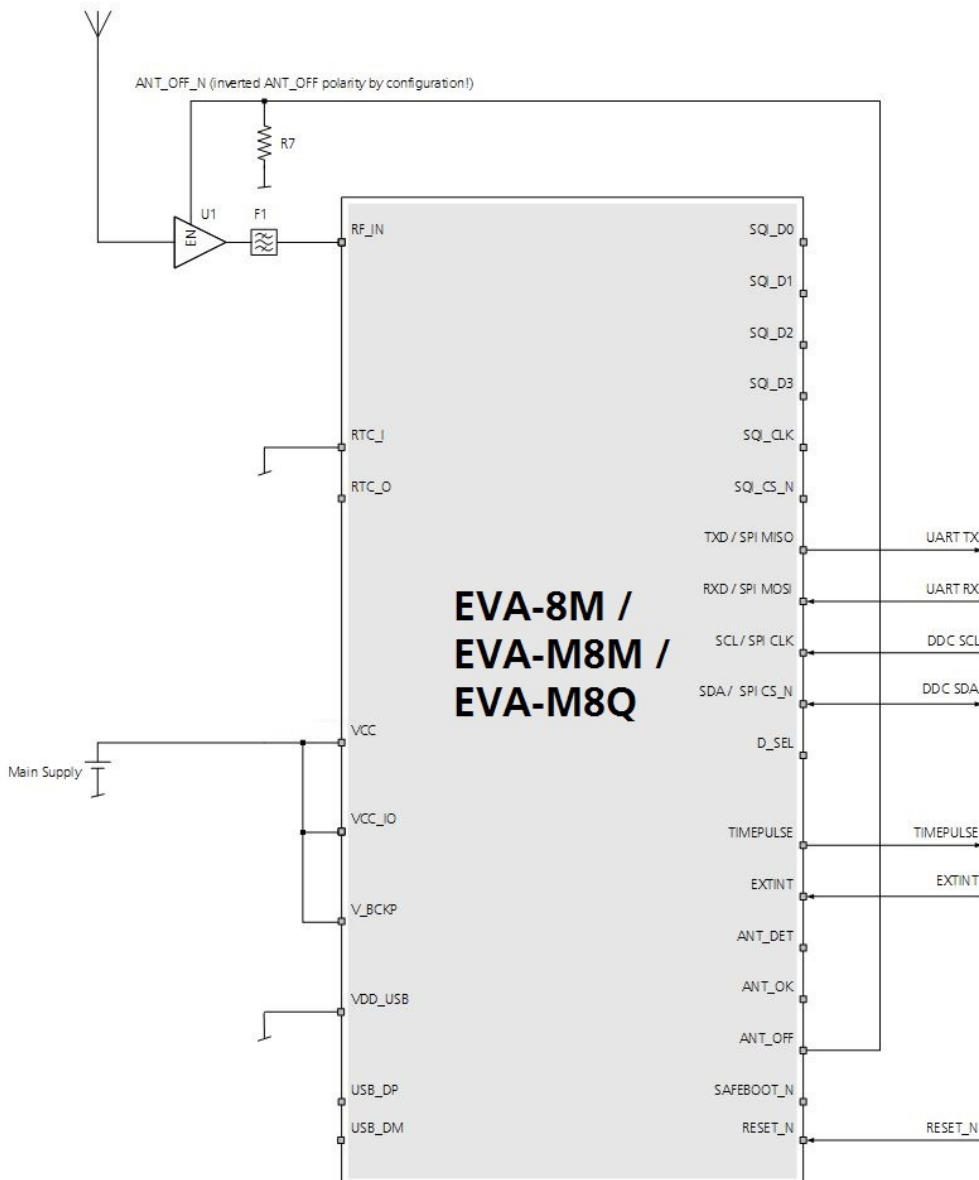 ANT_OFF_N (inverted ANT_OFF polarity by configuration!)
R7
U1
F1
EN
RF_IN
SQI_D0
SQI_D1
SQI_D2
SQI_D3
RTC_I
SQI_CLK
RTC_O
SQI_CS_N
TXD / SPI MISO
UART TX
RXD / SPI MOSI
UART RX
EVA-8M /
EVA-M8M /
EVA-M8Q
SCL / SPI CLK
DDC SCL
SDA / SPI CS_N
DDC SDA
VCC
D_SEL
Main Supply
VCC_IO
TIMEPULSE
TIMEPULSE
EXTINT
EXTINT
V_BCKP
ANT_DET
ANT_OK
VDD_USB
ANT_OFF
USB_DP
SAFEBOOT_N
USB_DM
RESET_N
RESET_N